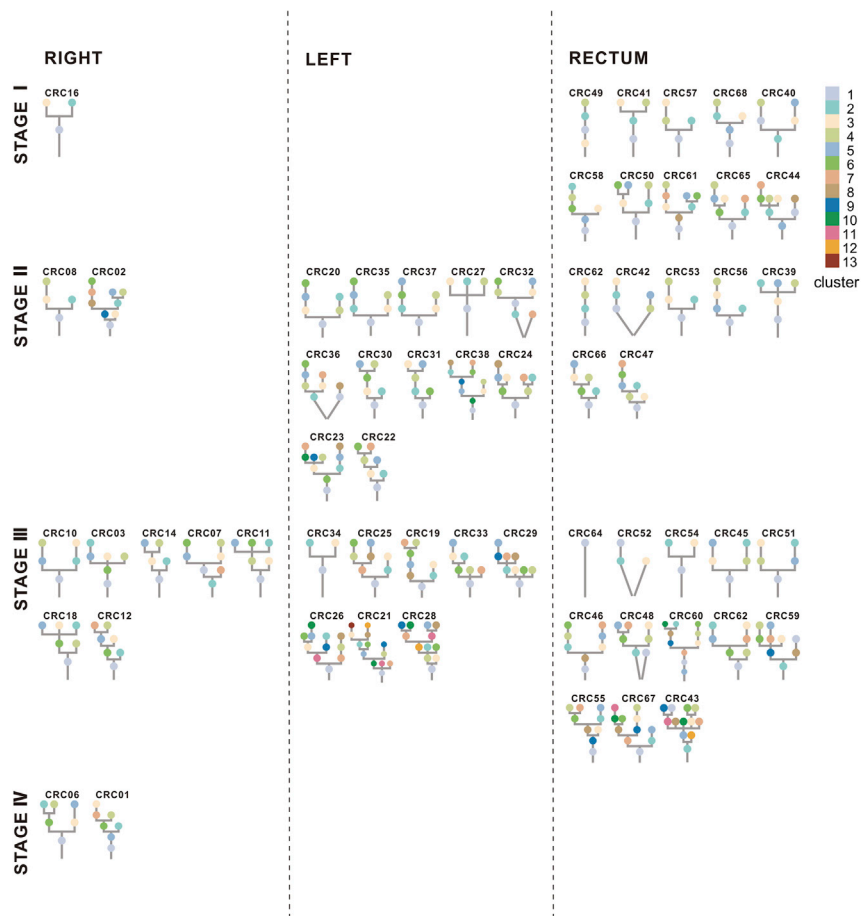 RIGHT
LEFT
RECTUM
STAGE I
CRC16
CRC49 CRC41 CRC57 CRC68 CRC40
CRC58 CRC50 CRC61 CRC65 CRC44
1
2
3
4
5
6
7
8
9
10
11
12
13
cluster
STAGE II
CRC08 CRC02
CRC20 CRC35 CRC37 CRC27 CRC32
CRC62 CRC42 CRC53 CRC56 CRC39
CRC36 CRC30 CRC31 CRC38 CRC24
CRC66 CRC47
CRC23 CRC22
STAGE III
CRC10 CRC03 CRC14 CRC07 CRC11
CRC34 CRC25 CRC19 CRC33 CRC29
CRC64 CRC52 CRC54 CRC45 CRC51
CRC18 CRC12
CRC26 CRC21 CRC28
CRC46 CRC48 CRC60 CRC62 CRC59
CRC55 CRC67 CRC43
STAGE IV
CRC06 CRC01